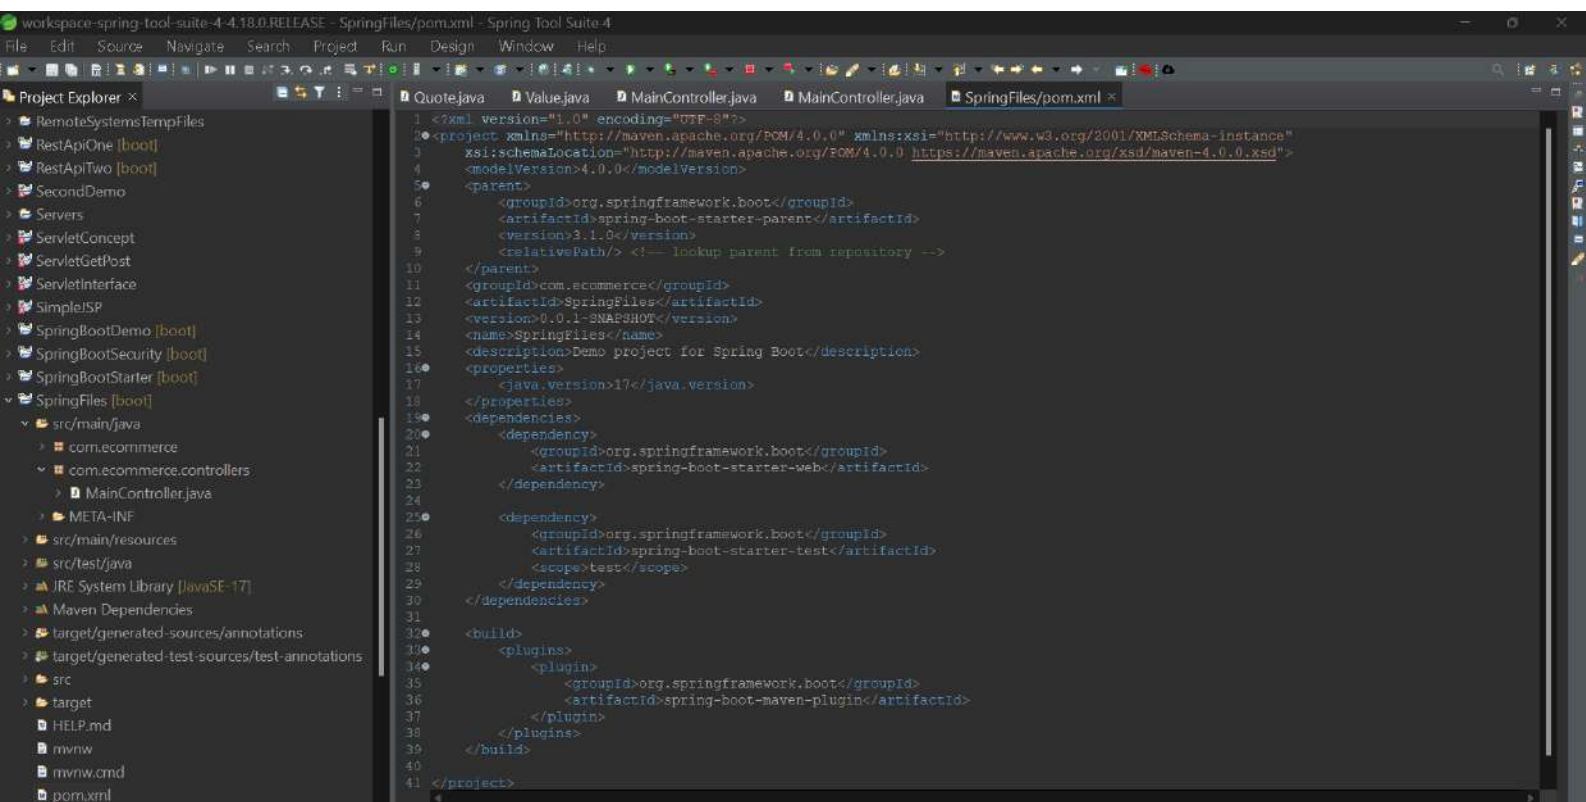 workspace-spring-tool-suite-4-4.18.0.RELEASE - SpringFiles/pom.xml - Spring Tool Suite 4
File Edit Source Navigate Search Project Run Design Window Help
Project Explorer
RemoteSystemsTempFiles
RestApiOne [boot]
RestApiTwo [boot]
SecondDemo
Servers
ServletConcept
ServletGetPost
ServletInterface
SimpleJSP
SpringBootDemo [boot]
SpringBootSecurity [boot]
SpringBootStarter [boot]
SpringFiles [boot]
src/main/java
com.ecommerce
com.ecommerce.controllers
MainController.java
META-INF
src/main/resources
src/test/java
JRE System Library [JavaSE-17]
Maven Dependencies
target/generated-sources/annotations
target/generated-test-sources/test-annotations
src
target
HELP.md
mvnw
mvnw.cmd
pom.xml
Quote.java Value.java MainController.java MainController.java SpringFiles/pom.xml
1 <?xml version="1.0" encoding="UTF-8"?>
2 <project xmlns="http://maven.apache.org/POM/4.0.0" xmlns:xsi="http://www.w3.org/2001/XMLSchema-instance"
3 xsi:schemaLocation="http://maven.apache.org/POM/4.0.0 https://maven.apache.org/xsd/maven-4.0.0.xsd">
4 <modelVersion>4.0.0</modelVersion>
5 <parent>
6 <groupId>org.springframework.boot</groupId>
7 <artifactId>spring-boot-starter-parent</artifactId>
8 <version>3.1.0</version>
9 <relativePath/> <!-- lookup parent from repository -->
10 </parent>
11 <groupId>com.ecommerce</groupId>
12 <artifactId>SpringFiles</artifactId>
13 <version>0.0.1-SNAPSHOT</version>
14 <name>SpringFiles</name>
15 <description>Demo project for Spring Boot</description>
16 <properties>
17 <java.version>17</java.version>
18 </properties>
19 <dependencies>
20 <dependency>
21 <groupId>org.springframework.boot</groupId>
22 <artifactId>spring-boot-starter-web</artifactId>
23 </dependency>
24
25 <dependency>
26 <groupId>org.springframework.boot</groupId>
27 <artifactId>spring-boot-starter-test</artifactId>
28 <scope>test</scope>
29 </dependency>
30 </dependencies>
31
32 <build>
33 <plugins>
34 <plugin>
35 <groupId>org.springframework.boot</groupId>
36 <artifactId>spring-boot-maven-plugin</artifactId>
37 </plugin>
38 </plugins>
39 </build>
40
41 </project>